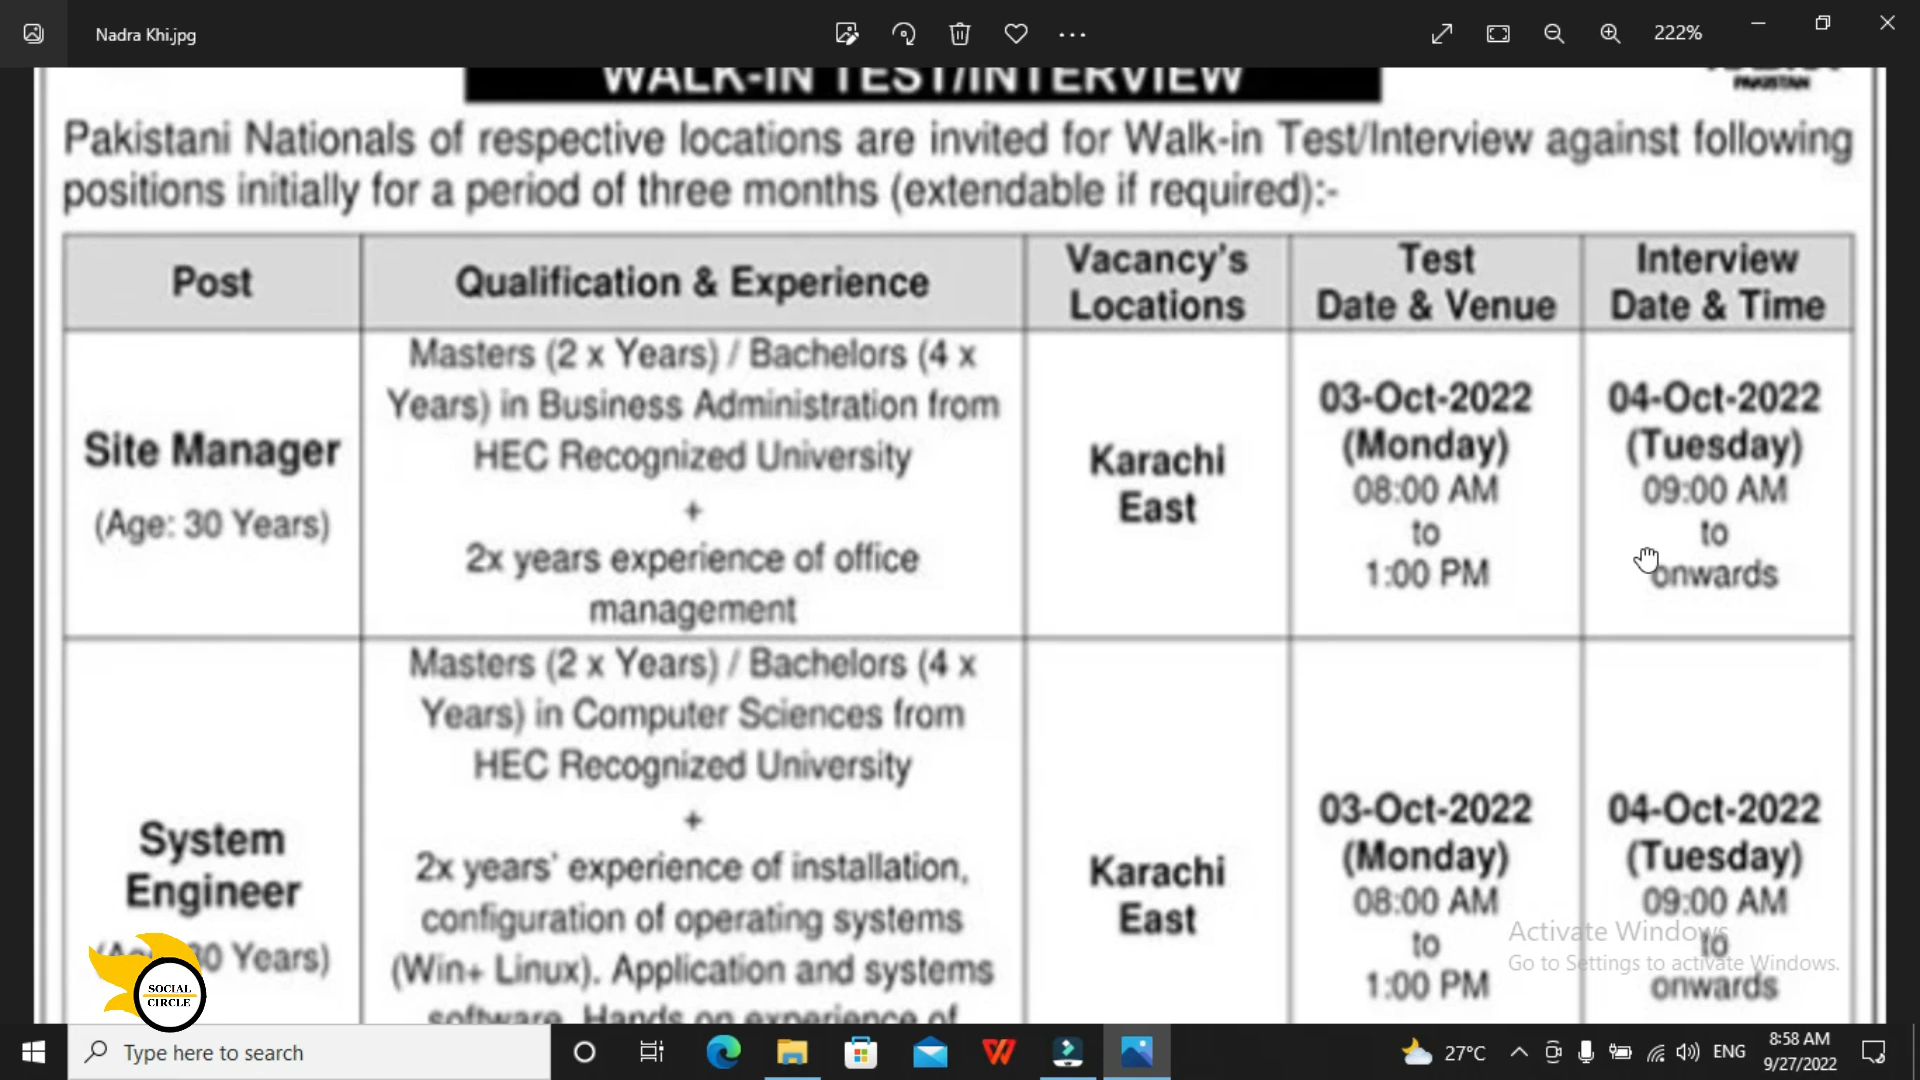 Nadra Khi.jpg
222%
WALK-IN TEST/INTERVIEW
PAKISTAN
Pakistani Nationals of respective locations are invited for Walk-in Test/Interview against following
positions initially for a period of three months (extendable if required):-
Post
Qualification & Experience
Vacancy's
Locations
Test
Date & Venue
Interview
Date & Time
Site Manager
(Age: 30 Years)
Masters (2 x Years) / Bachelors (4 x
Years) in Business Administration from
HEC Recognized University
+
2x years experience of office
management
Karachi
East
03-Oct-2022
(Monday)
08:00 AM
to
1:00 PM
04-Oct-2022
(Tuesday)
09:00 AM
to
onwards
System
Engineer
30 Years)
Masters (2 x Years) / Bachelors (4 x
Years) in Computer Sciences from
HEC Recognized University
+
2x years' experience of installation,
configuration of operating systems
(Win+ Linux). Application and systems
software. Hands on experience of
Karachi
East
03-Oct-2022
(Monday)
08:00 AM
to
1:00 PM
04-Oct-2022
(Tuesday)
09:00 AM
to
onwards
Activate Windows
Go to Settings to activate Windows.
SOCIAL
CIRCLE
Type here to search
27°C
ENG
8:58 AM
9/27/2022